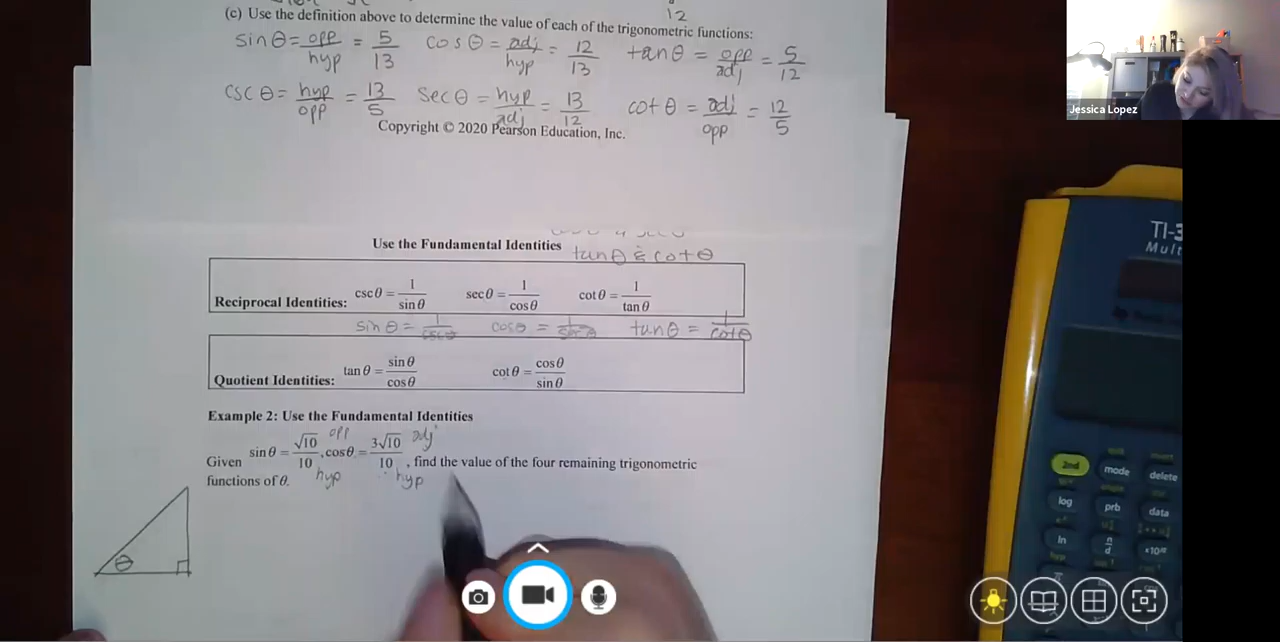 12
(c) Use the definition above to determine the value of each of the trigonometric functions:
sin θ = opp/hyp = 5/13 cos θ = adj/hyp = 12/13 tan θ = opp/adj = 5/12
csc θ = hyp/opp = 13/5 sec θ = hyp/adj = 13/12 cot θ = adj/opp = 12/5
Copyright © 2020 Pearson Education, Inc.
Use the Fundamental Identities
tan θ & cot θ
Reciprocal Identities: csc θ = 1/sin θ sec θ = 1/cos θ cot θ = 1/tan θ
sin θ = 1/csc θ cos θ = 1/sec θ tan θ = 1/cot θ
Quotient Identities: tan θ = sin θ/cos θ cot θ = cos θ/sin θ
Example 2: Use the Fundamental Identities
Given sin θ = √10/10, cos θ = 3√10/10, find the value of the four remaining trigonometric
opp adj
hyp hyp
functions of θ.
θ
Jessica Lopez
TI-3
Mult
2nd mode delete
log prb data
ln n/d ×10